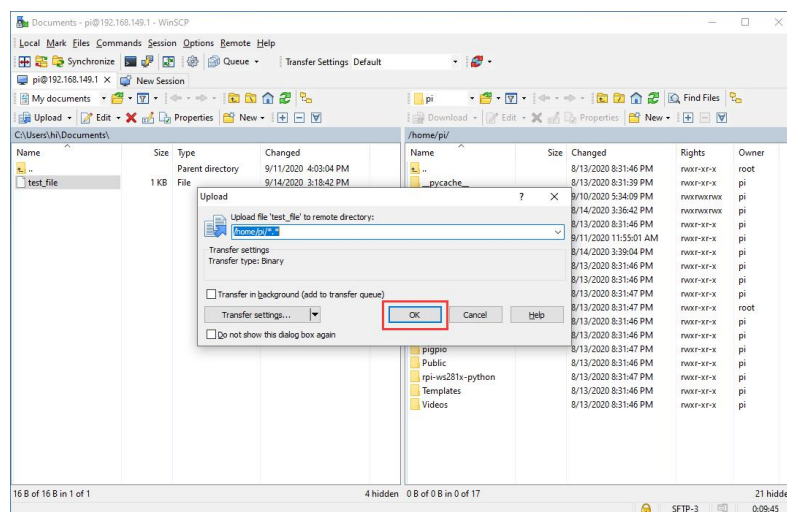 Documents - pi@192.168.149.1 - WinSCP
Local Mark Files Commands Session Options Remote Help
Synchronize Queue Transfer Settings Default
pi@192.168.149.1 × New Session
My documents pi Find Files
Upload Edit Properties New Download Edit Properties New
C:\Users\hi\Documents\ /home/pi/
Name Size Type Changed Name Size Changed Rights Owner
.. Parent directory 9/11/2020 4:03:04 PM .. 8/13/2020 8:31:46 PM rwxr-xr-x root
test_file 1 KB File 9/14/2020 3:18:42 PM __pycache__ 8/13/2020 8:31:39 PM rwxr-xr-x pi
9/10/2020 5:34:09 PM rwxrwxrwx pi
8/14/2020 3:36:42 PM rwxrwxrwx pi
8/13/2020 8:31:46 PM rwxr-xr-x pi
9/11/2020 11:55:01 AM rwxr-xr-x pi
8/14/2020 3:39:04 PM rwxr-xr-x pi
8/13/2020 8:31:46 PM rwxr-xr-x pi
8/13/2020 8:31:46 PM rwxr-xr-x pi
8/13/2020 8:31:47 PM rwxr-xr-x pi
8/13/2020 8:31:47 PM rwxr-xr-x root
8/13/2020 8:31:46 PM rwxr-xr-x pi
8/13/2020 8:31:46 PM rwxr-xr-x pi
8/13/2020 8:31:46 PM rwxr-xr-x pi
pigpio 8/13/2020 8:31:47 PM rwxr-xr-x pi
Public 8/13/2020 8:31:46 PM rwxr-xr-x pi
rpi-ws281x-python 8/13/2020 8:31:47 PM rwxr-xr-x pi
Templates 8/13/2020 8:31:46 PM rwxr-xr-x pi
Videos 8/13/2020 8:31:46 PM rwxr-xr-x pi
Upload ? ×
Upload file 'test_file' to remote directory:
/home/pi/*.*
Transfer settings
Transfer type: Binary
Transfer in background (add to transfer queue)
Transfer settings... OK Cancel Help
Do not show this dialog box again
16 B of 16 B in 1 of 1 4 hidden 0 B of 0 B in 0 of 17 21 hidde
SFTP-3 0:09:45